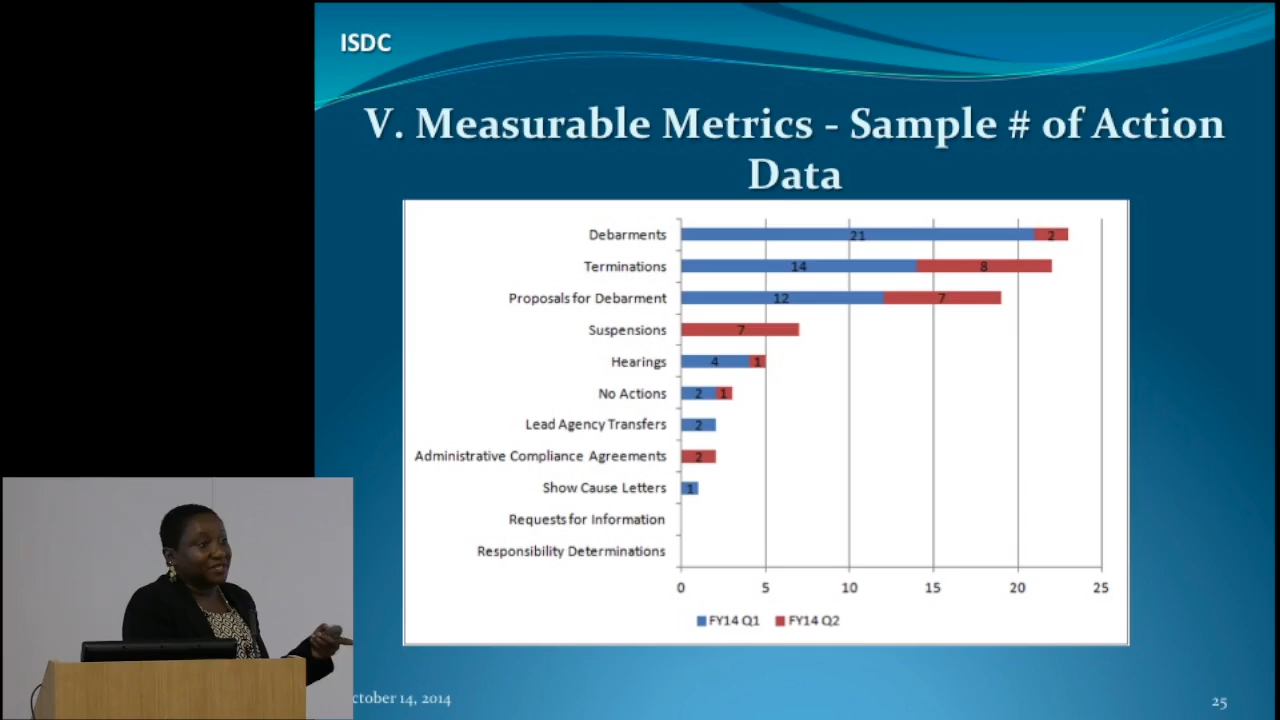 ISDC
V. Measurable Metrics - Sample # of Action
Data
Debarments 21 2
Terminations 14 8
Proposals for Debarment 12 7
Suspensions 7
Hearings 4 1
No Actions 2 1
Lead Agency Transfers 2
Administrative Compliance Agreements 2
Show Cause Letters 1
Requests for Information
Responsibility Determinations
0 5 10 15 20 25
FY14 Q1 FY14 Q2
ctober 14, 2014 25